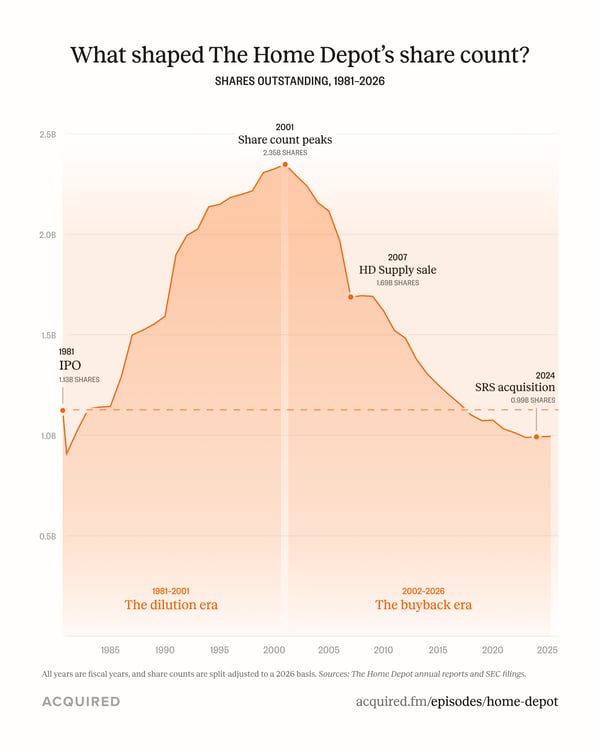 What shaped The Home Depot's share count?
SHARES OUTSTANDING, 1981–2026
2.5B
2.0B
1.5B
1.0B
0.5B
2001
Share count peaks
2.35B SHARES
2007
HD Supply sale
1.69B SHARES
1981
IPO
1.13B SHARES
2024
SRS acquisition
0.99B SHARES
1981–2001
The dilution era
2002–2026
The buyback era
1985 1990 1995 2000 2005 2010 2015 2020 2025
All years are fiscal years, and share counts are split-adjusted to a 2026 basis. Sources: The Home Depot annual reports and SEC filings.
ACQUIRED
acquired.fm/episodes/home-depot